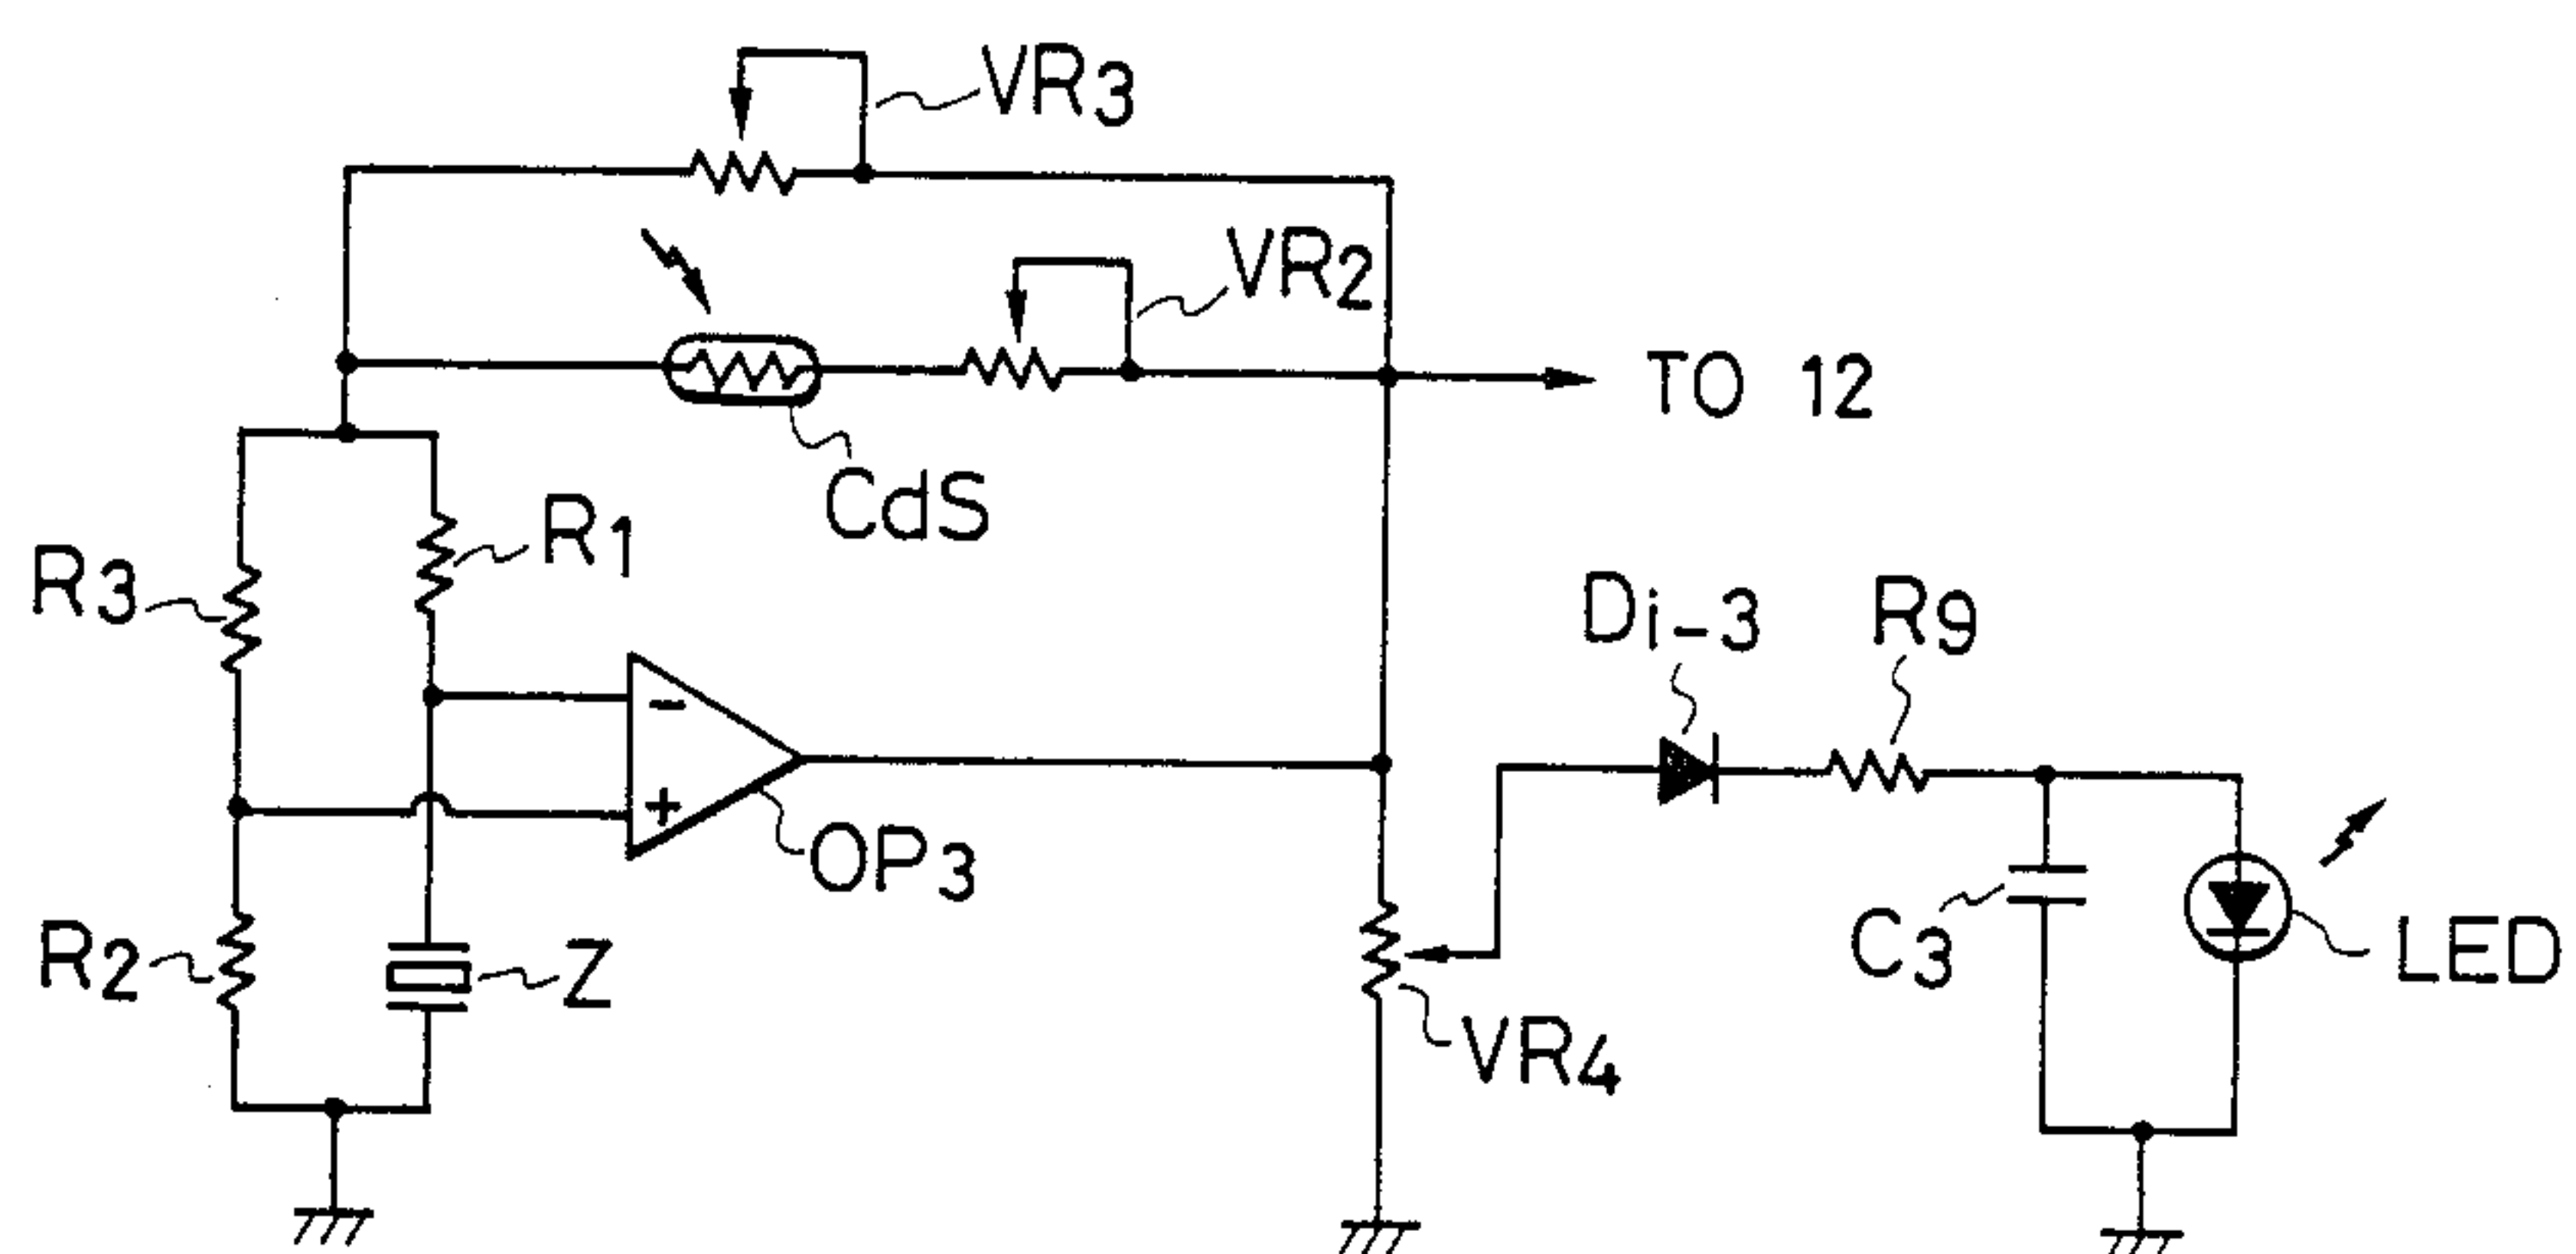 VR3
VR2
TO 12
CdS
R1
R3
Di-3
R9
-
+
OP3
R2
Z
C3
LED
VR4